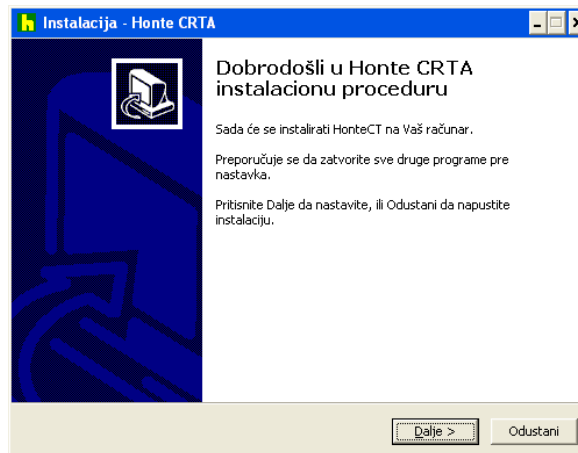 Instalacija - Honte CRTA
Dobrodošli u Honte CRTA
instalacionu proceduru
Sada će se instalirati HonteCT na Vaš računar.
Preporučuje se da zatvorite sve druge programe pre
nastavka.
Pritisnite Dalje da nastavite, ili Odustani da napustite
instalaciju.
Dalje >
Odustani